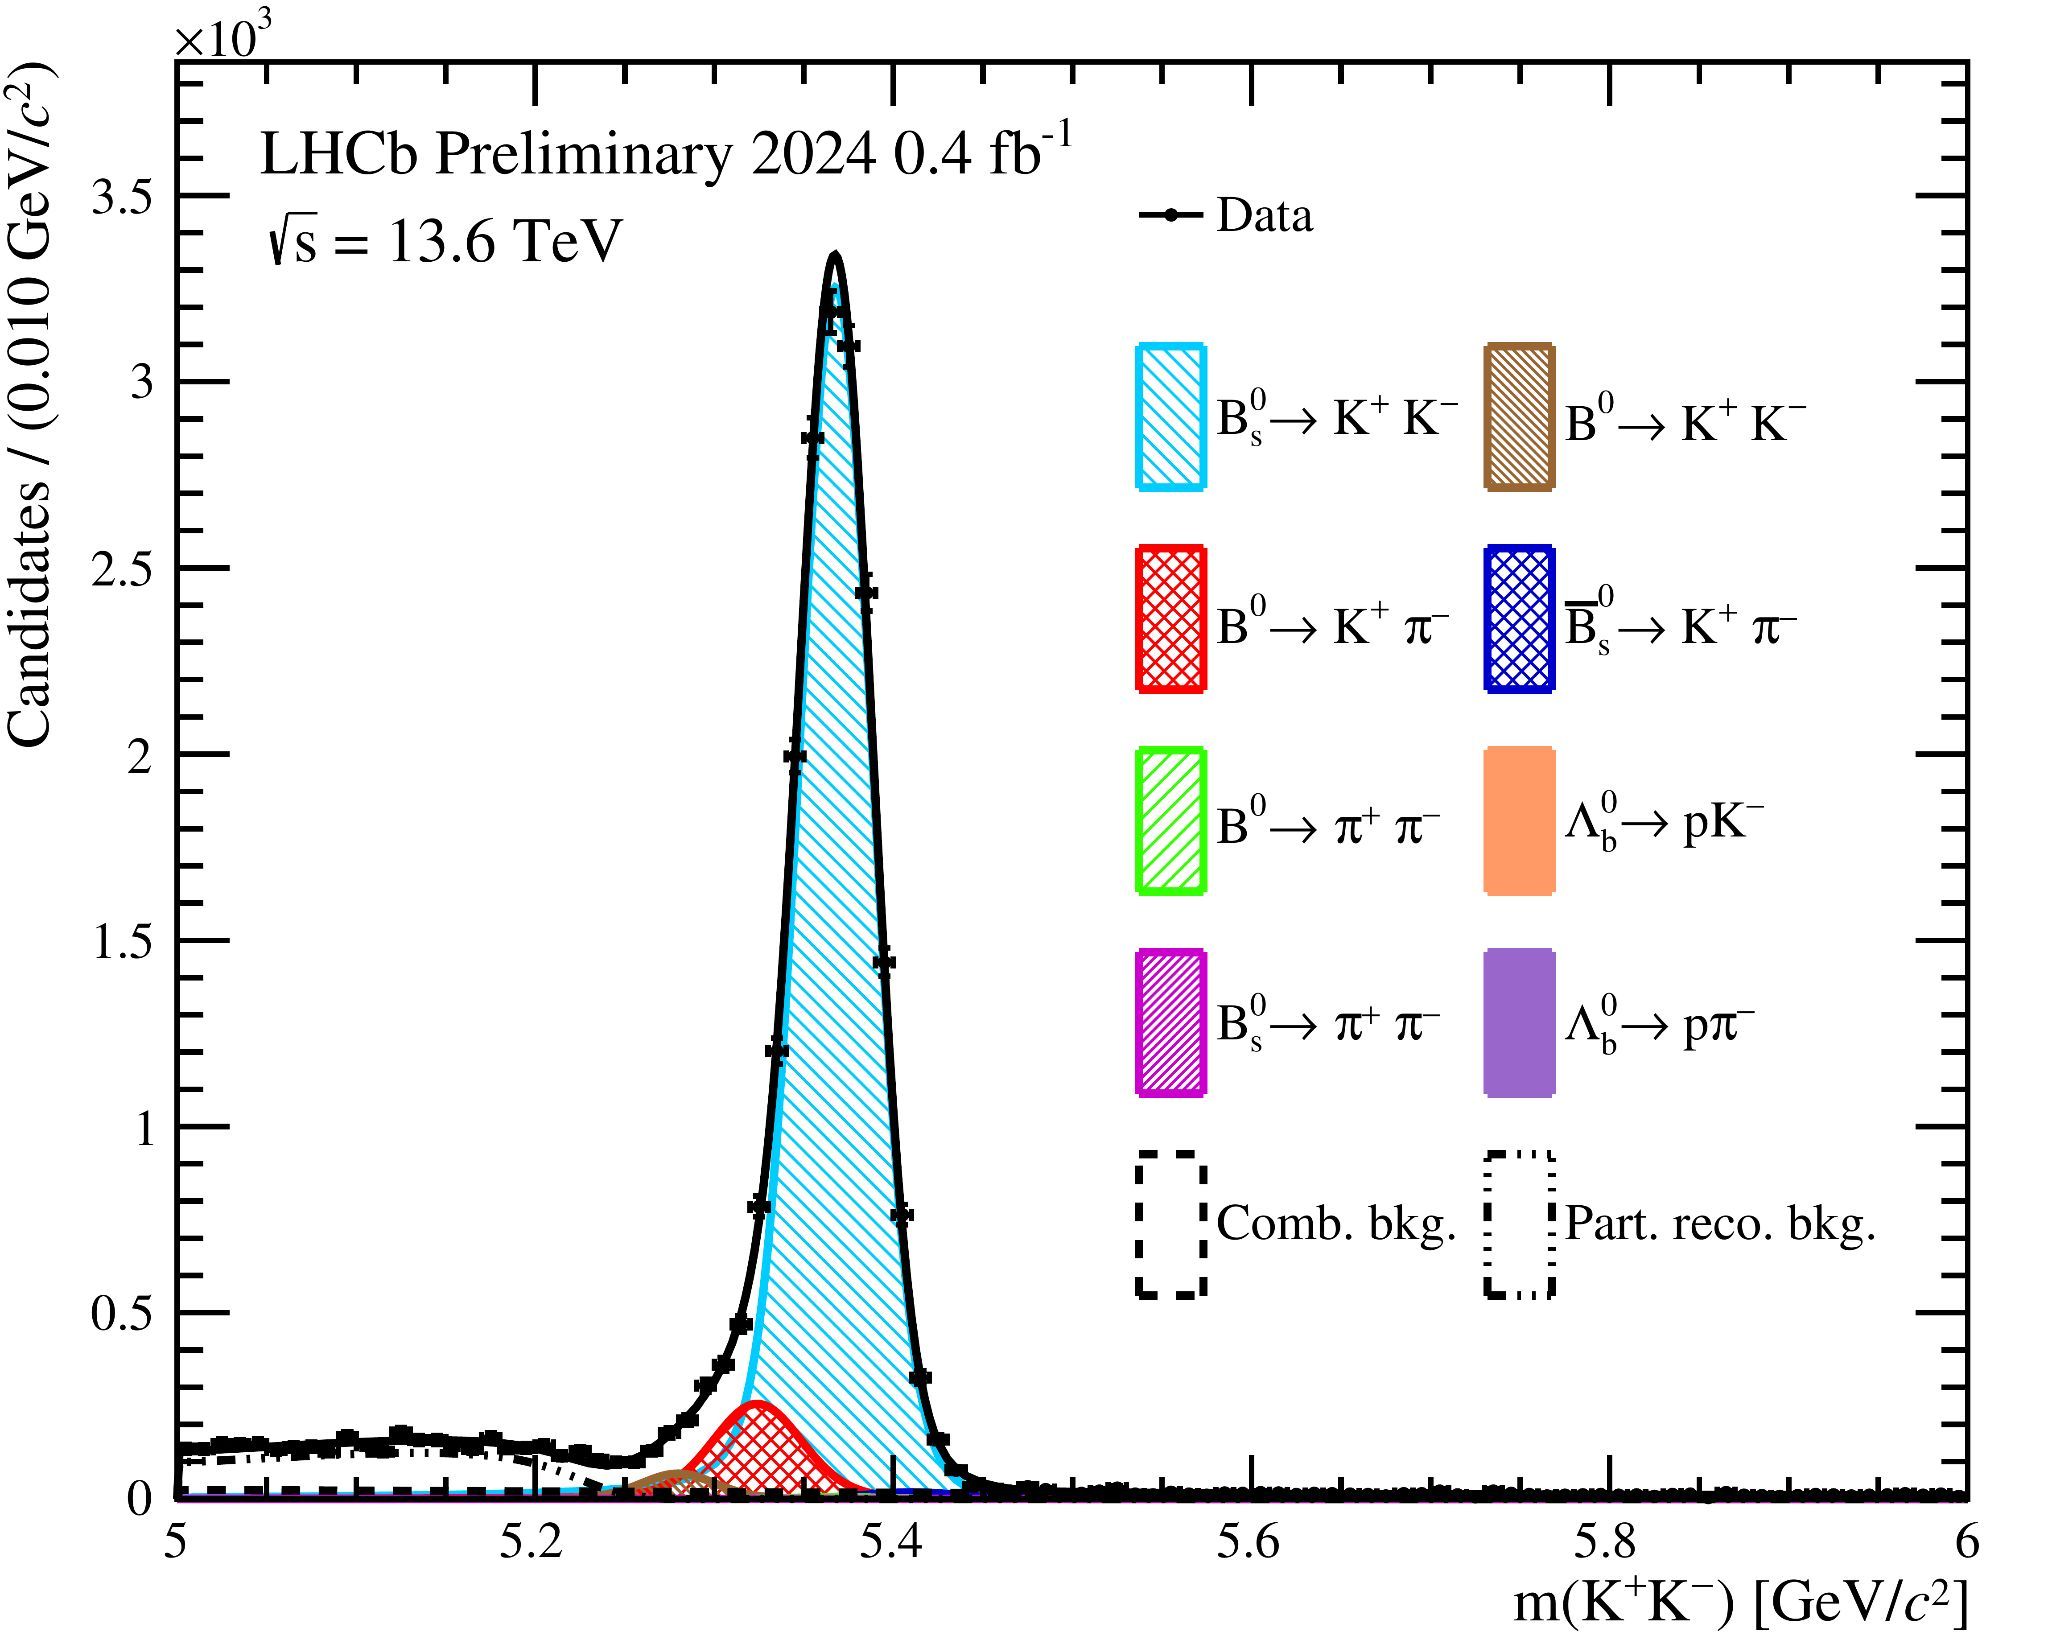 ×10³
Candidates / (0.010 GeV/c²)
LHCb Preliminary 2024 0.4 fb⁻¹
√s = 13.6 TeV
3.5
3
2.5
2
1.5
1
0.5
0
5 5.2 5.4 5.6 5.8 6
m(K⁺K⁻) [GeV/c²]
Data
B⁰ₛ→ K⁺ K⁻
B⁰→ K⁺ K⁻
B⁰→ K⁺ π⁻
B̅⁰ₛ→ K⁺ π⁻
B⁰→ π⁺ π⁻
Λ⁰b→ pK⁻
B⁰ₛ→ π⁺ π⁻
Λ⁰b→ pπ⁻
Comb. bkg.
Part. reco. bkg.